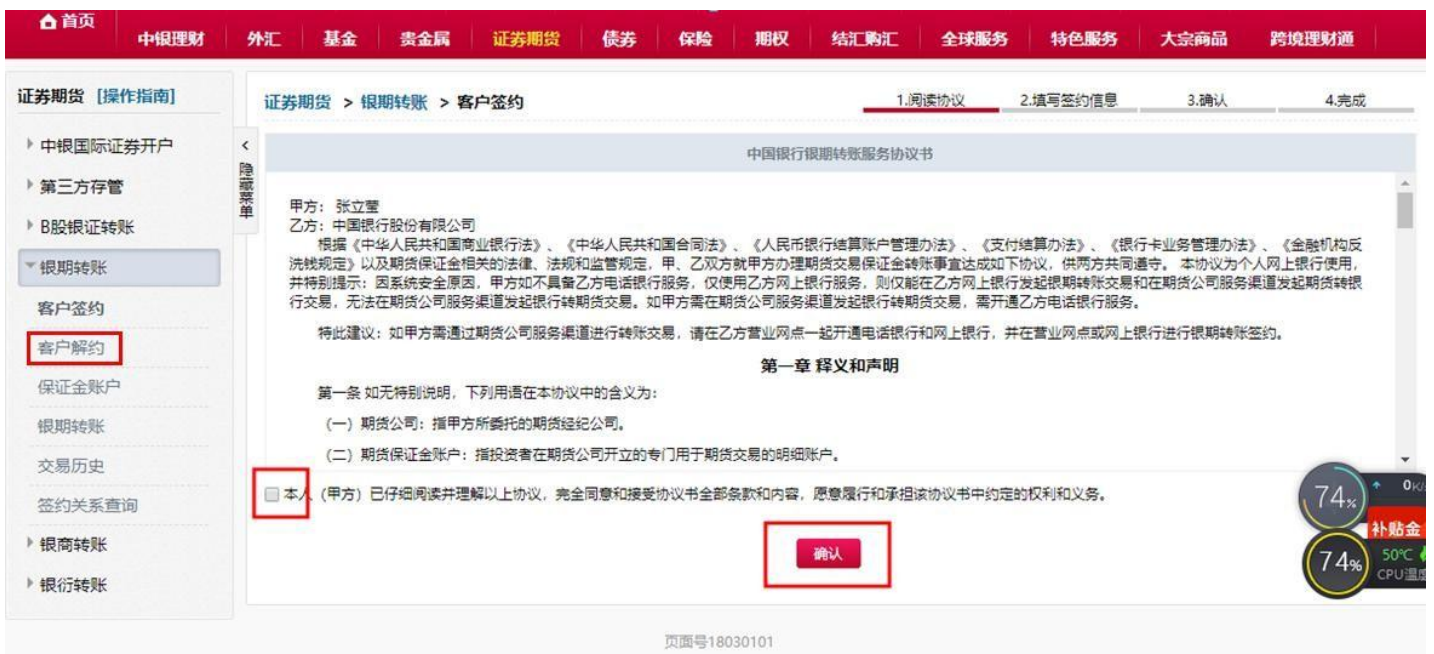 首页
中银理财 外汇 基金 贵金属 证券期货 债券 保险 期权 结汇购汇 全球服务 特色服务 大宗商品 跨境理财通
证券期货 [操作指南]
中银国际证券开户
第三方存管
B股银证转账
银期转账
客户签约
客户解约
保证金账户
银期转账
交易历史
签约关系查询
银商转账
银衍转账
<
隐藏菜单
证券期货 > 银期转账 > 客户签约
1.阅读协议 2.填写签约信息 3.确认 4.完成
中国银行银期转账服务协议书
甲方：张立莹
乙方：中国银行股份有限公司
根据《中华人民共和国商业银行法》、《中华人民共和国合同法》、《人民币银行结算账户管理办法》、《支付结算办法》、《银行卡业务管理办法》、《金融机构反
洗钱规定》以及期货保证金相关的法律、法规和监管规定，甲、乙双方就甲方办理期货交易保证金转账事宜达成如下协议，供两方共同遵守。 本协议为个人网上银行使用，
并特别提示：因系统安全原因，甲方如不具备乙方电话银行服务，仅使用乙方网上银行服务，则仅能在乙方网上银行发起银期转账交易和在期货公司服务渠道发起期货转银
行交易，无法在期货公司服务渠道发起银行转期货交易。如甲方需在期货公司服务渠道发起银行转期货交易，需开通乙方电话银行服务。
特此建议：如甲方需通过期货公司服务渠道进行转账交易，请在乙方营业网点一起开通电话银行和网上银行，并在营业网点或网上银行进行银期转账签约。
第一章 释义和声明
第一条 如无特别说明，下列用语在本协议中的含义为：
（一）期货公司：指甲方所委托的期货经纪公司。
（二）期货保证金账户：指投资者在期货公司开立的专门用于期货交易的明细账户。
本人（甲方）已仔细阅读并理解以上协议，完全同意和接受协议书全部条款和内容，愿意履行和承担该协议书中约定的权利和义务。
确认
74%
0K/
补贴金
74%
50℃
CPU温度
页面号18030101